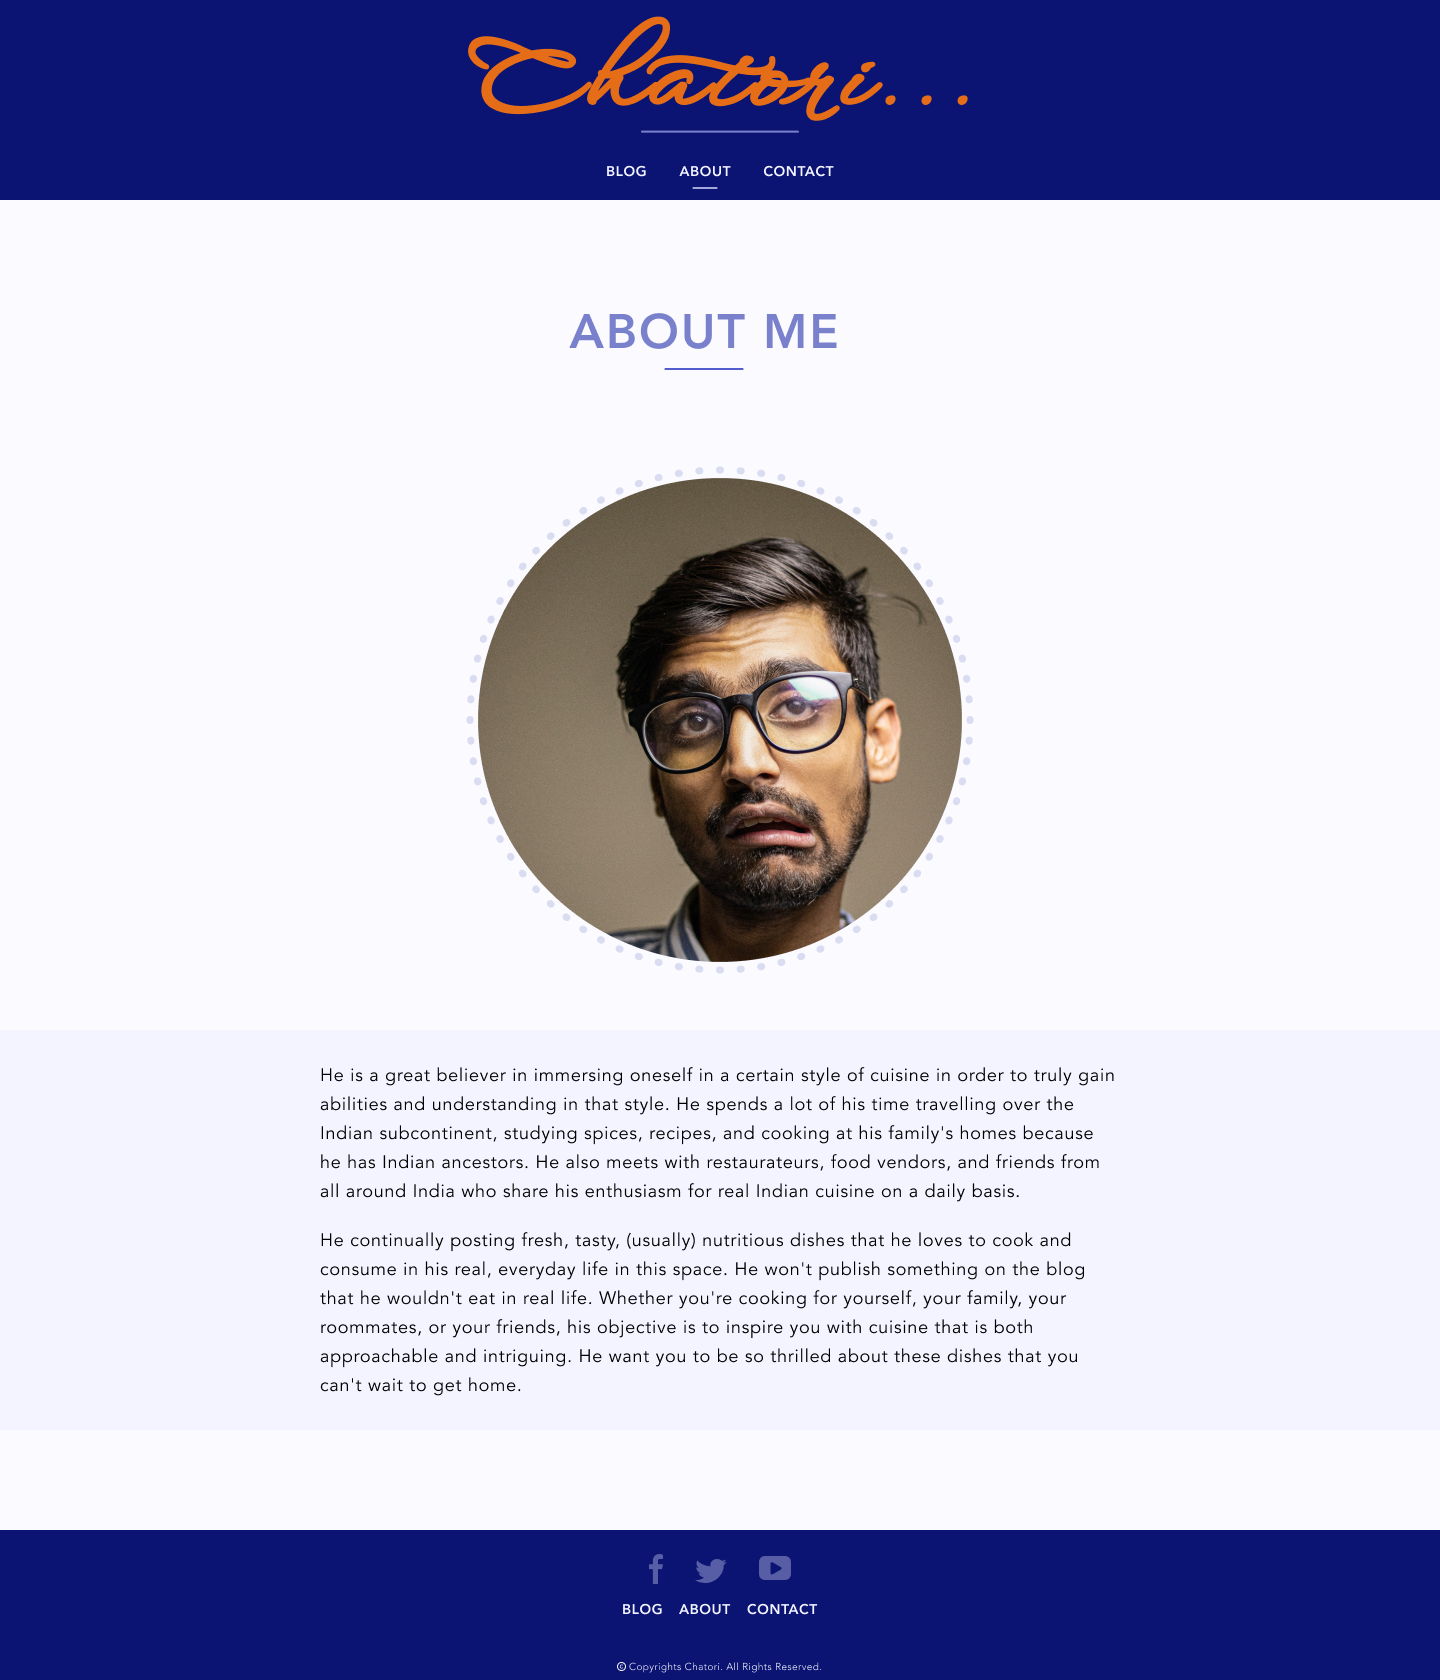 Chatori...
BLOG ABOUT CONTACT
ABOUT ME
He is a great believer in immersing oneself in a certain style of cuisine in order to truly gain
abilities and understanding in that style. He spends a lot of his time travelling over the
Indian subcontinent, studying spices, recipes, and cooking at his family's homes because
he has Indian ancestors. He also meets with restaurateurs, food vendors, and friends from
all around India who share his enthusiasm for real Indian cuisine on a daily basis.
He continually posting fresh, tasty, (usually) nutritious dishes that he loves to cook and
consume in his real, everyday life in this space. He won't publish something on the blog
that he wouldn't eat in real life. Whether you're cooking for yourself, your family, your
roommates, or your friends, his objective is to inspire you with cuisine that is both
approachable and intriguing. He want you to be so thrilled about these dishes that you
can't wait to get home.
BLOG ABOUT CONTACT
© Copyrights Chatori. All Rights Reserved.